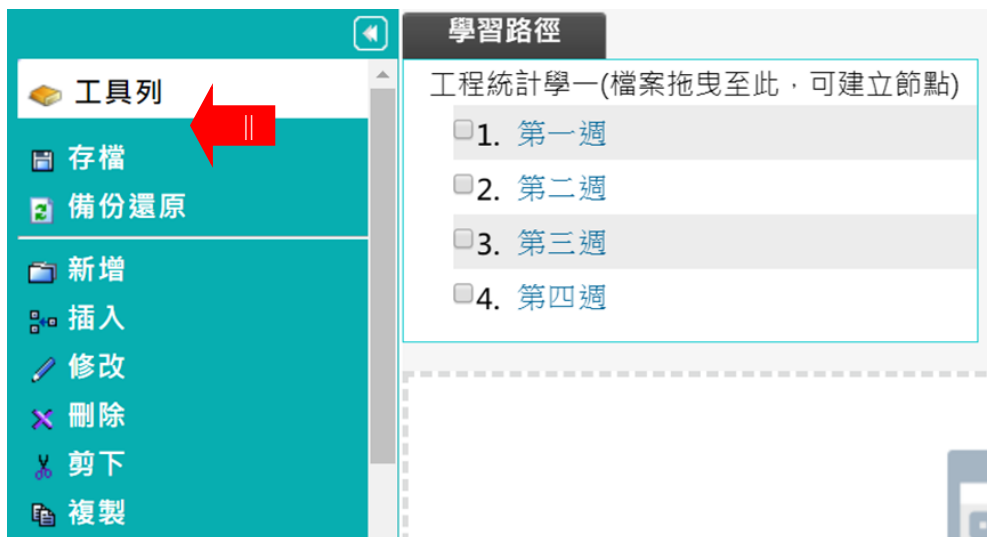 工具列
存檔
備份還原
新增
插入
修改
刪除
剪下
複製
學習路徑
工程統計學一(檔案拖曳至此，可建立節點)
1. 第一週
2. 第二週
3. 第三週
4. 第四週